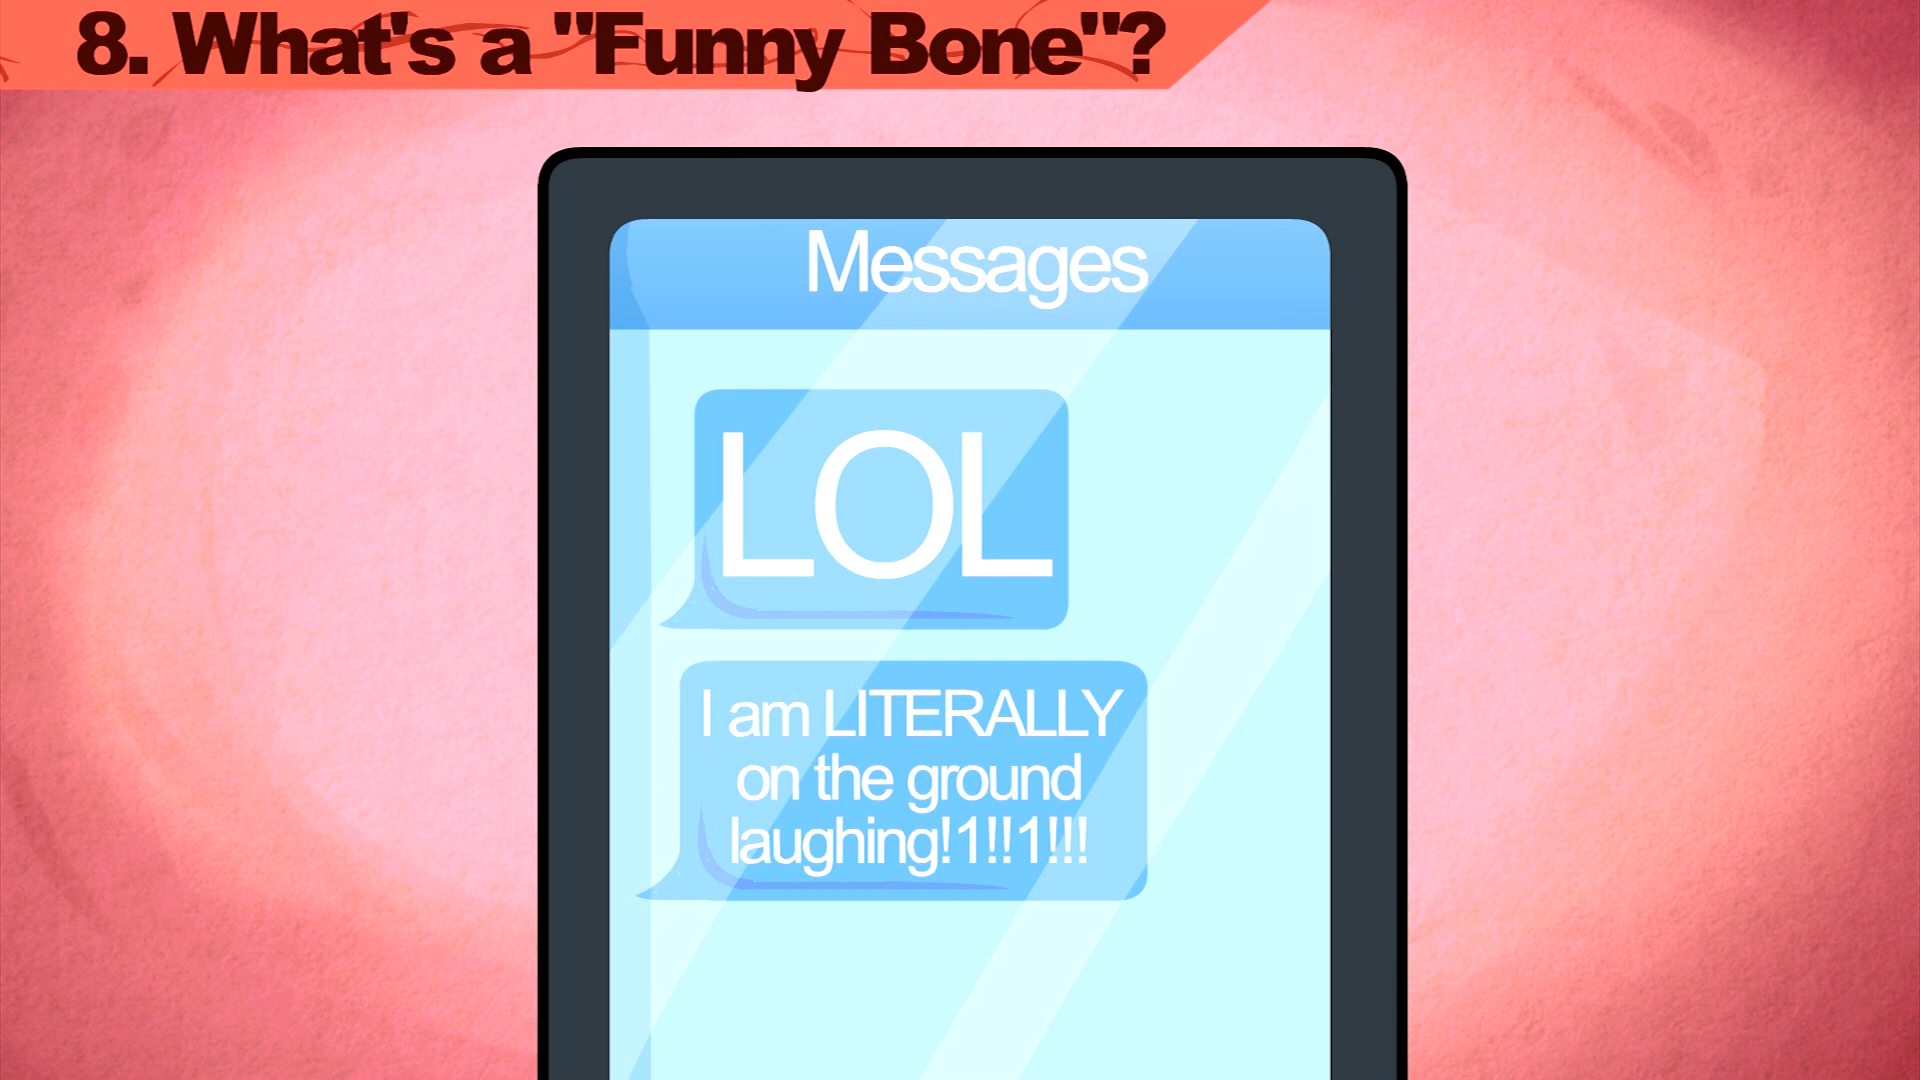 8. What's a "Funny Bone"?
Messages
LOL
I am LITERALLY
on the ground
laughing!1!!1!!!